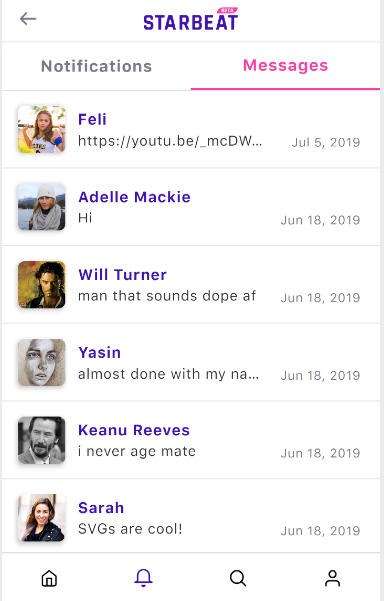 BETA
STARBEAT
Notifications Messages
Feli
https://youtu.be/_mcDW... Jul 5, 2019
Adelle Mackie
Hi Jun 18, 2019
Will Turner
man that sounds dope af Jun 18, 2019
Yasin
almost done with my na... Jun 18, 2019
Keanu Reeves
i never age mate Jun 18, 2019
Sarah
SVGs are cool! Jun 18, 2019